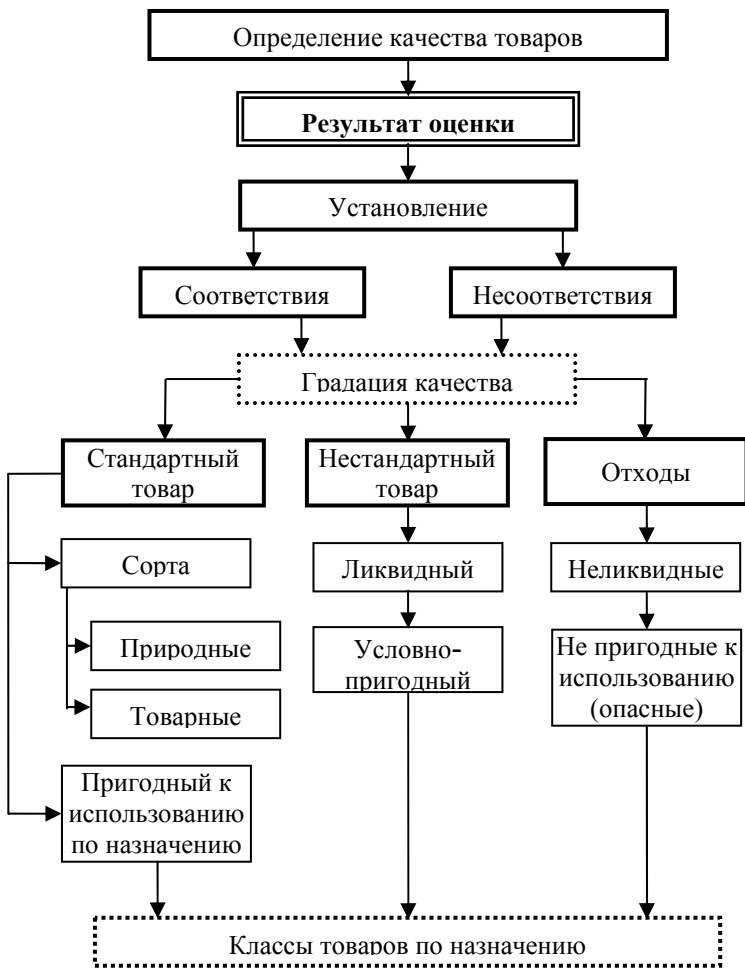 Определение качества товаров
Результат оценки
Установление
Соответствия
Несоответствия
Градация качества
Стандартный
товар
Нестандартный
товар
Отходы
Сорта
Ликвидный
Неликвидные
Природные
Условно-
пригодный
Не пригодные к
использованию
(опасные)
Товарные
Пригодный к
использованию
по назначению
Классы товаров по назначению